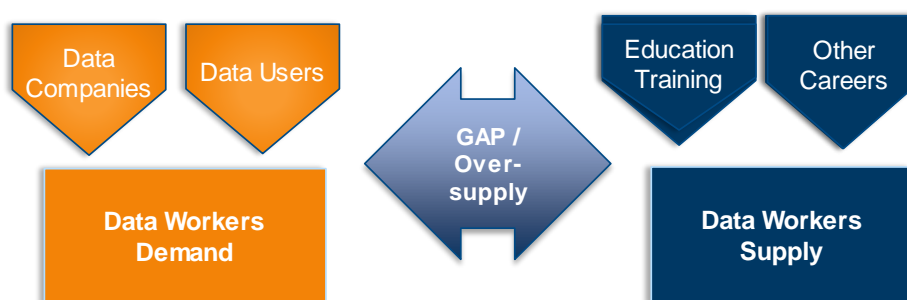 Data
Companies
Data Users
Education
Training
Other
Careers
GAP /
Over-
supply
Data Workers
Demand
Data Workers
Supply